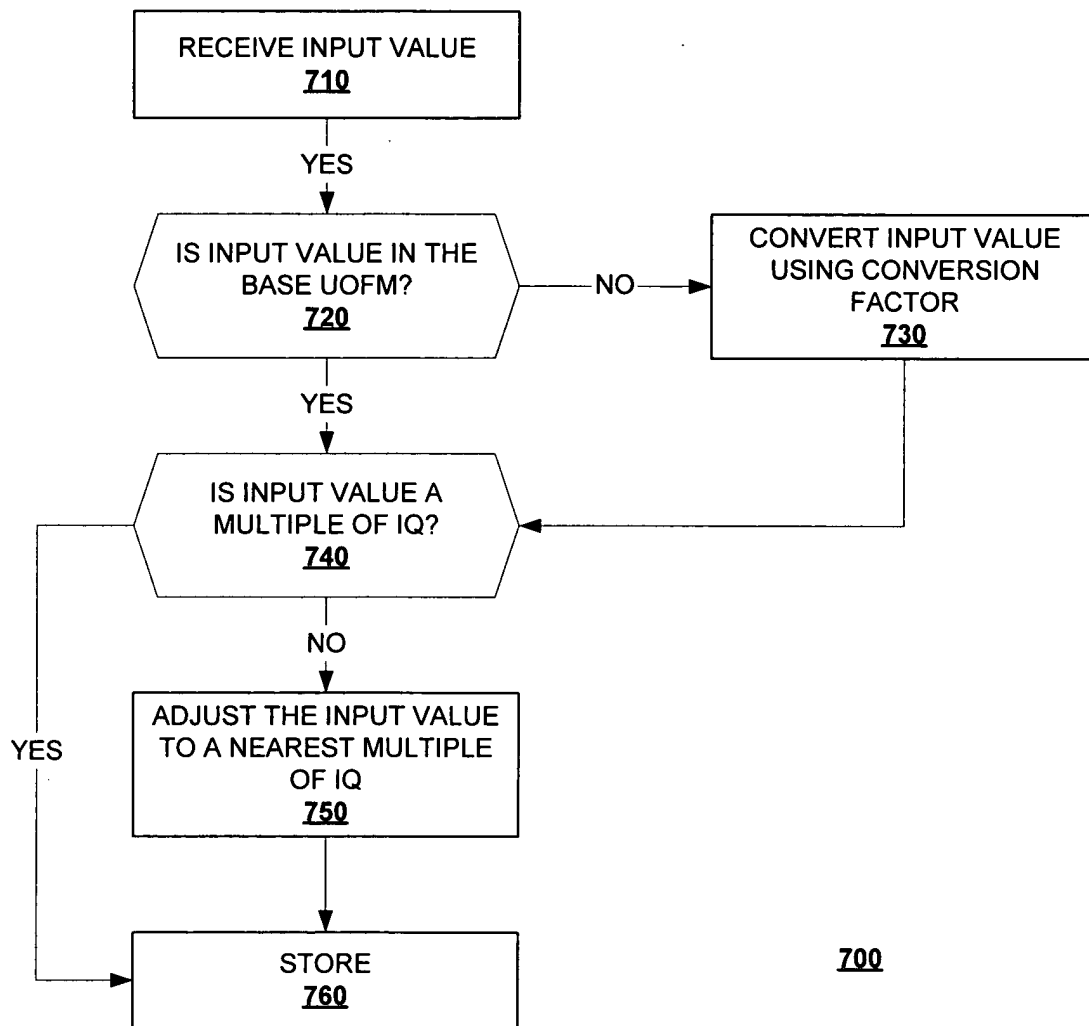 RECEIVE INPUT VALUE
710
YES
IS INPUT VALUE IN THE
BASE UOFM?
720
NO
CONVERT INPUT VALUE
USING CONVERSION
FACTOR
730
YES
IS INPUT VALUE A
MULTIPLE OF IQ?
740
NO
YES
ADJUST THE INPUT VALUE
TO A NEAREST MULTIPLE
OF IQ
750
STORE
760
700